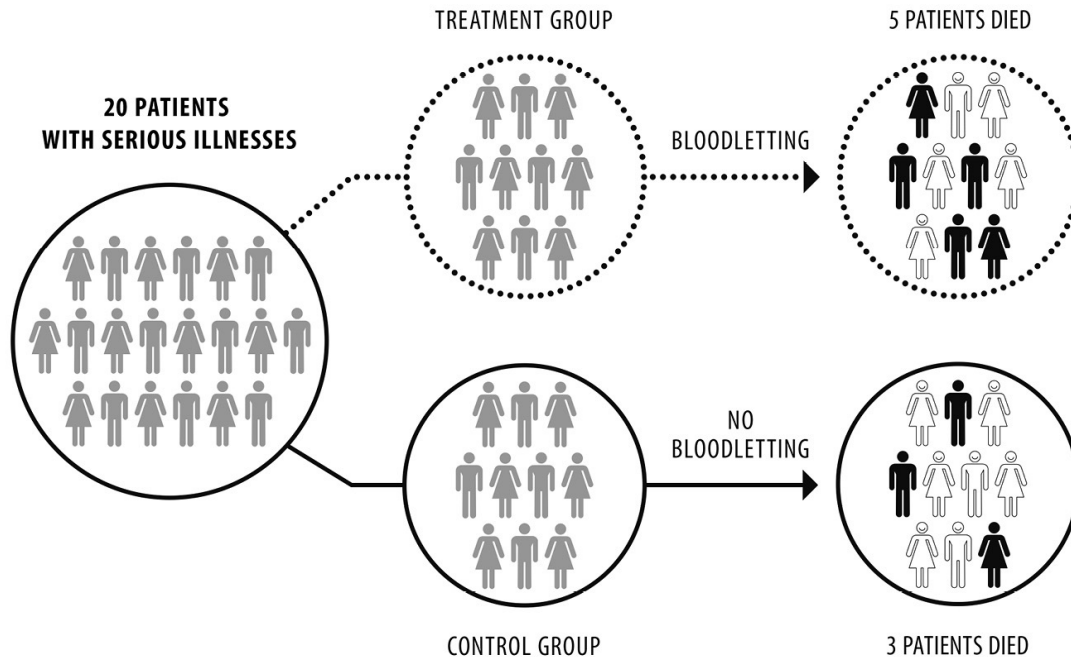 TREATMENT GROUP
5 PATIENTS DIED
20 PATIENTS
WITH SERIOUS ILLNESSES
BLOODLETTING
NO
BLOODLETTING
CONTROL GROUP
3 PATIENTS DIED